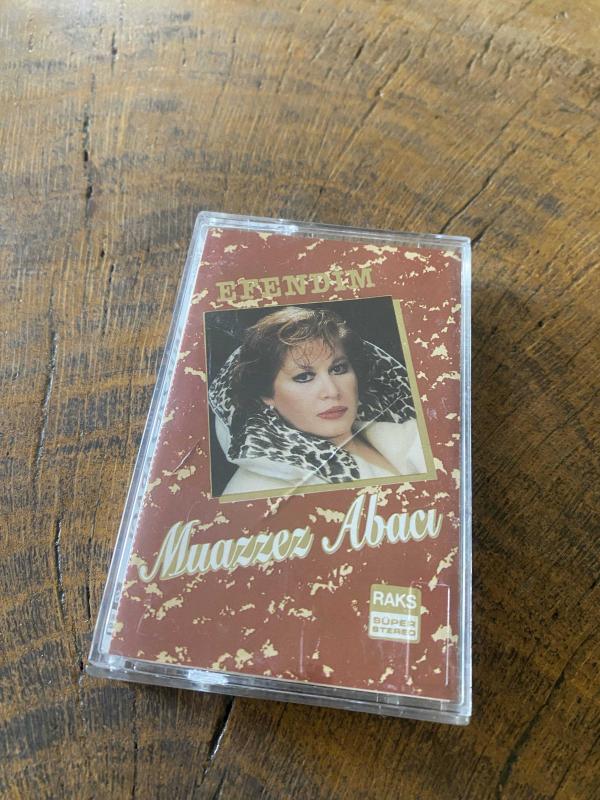 EFENDİM
Muazzez Abacı
RAKS
SÜPER
STEREO